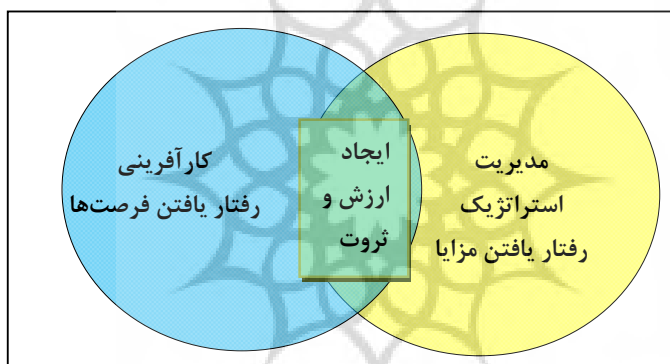 مدیریت
استراتژیک
رفتار یافتن مزایا
ایجاد
ارزش و
ثروت
کارآفرینی
رفتار یافتن فرصت‌ها